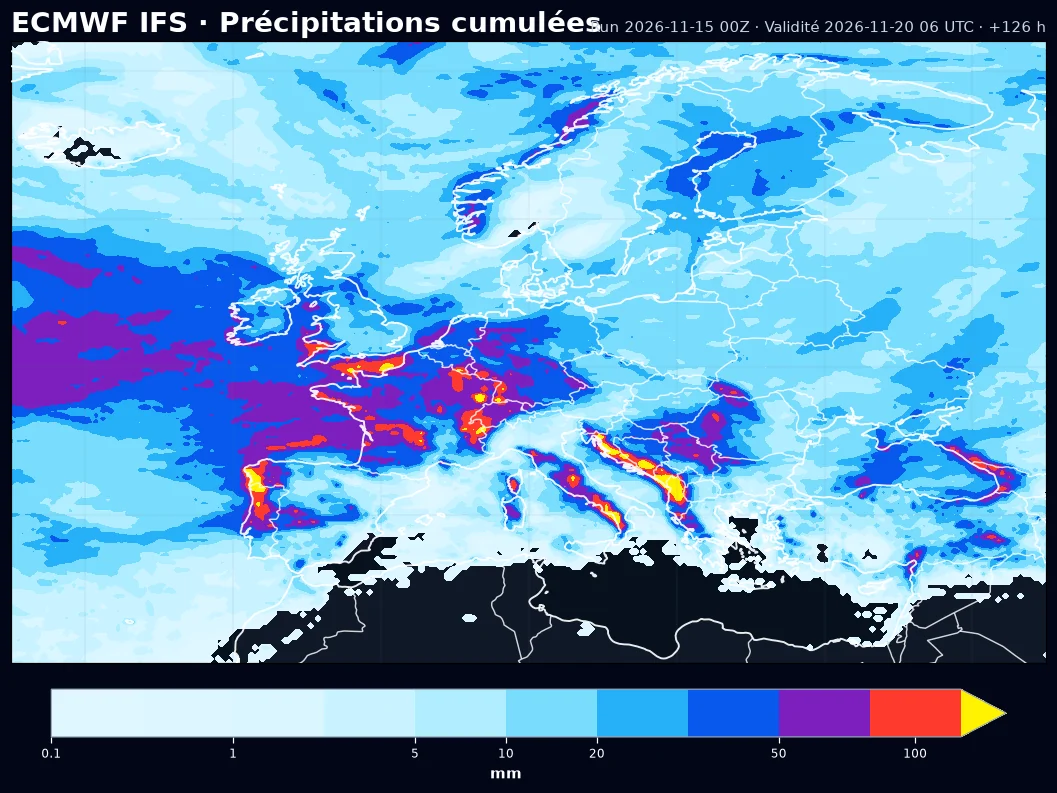 ECMWF IFS · Précipitations cumulées
Run 2026-11-15 00Z · Validité 2026-11-20 06 UTC · +126 h
0.1 1 5 10 20 50 100
mm